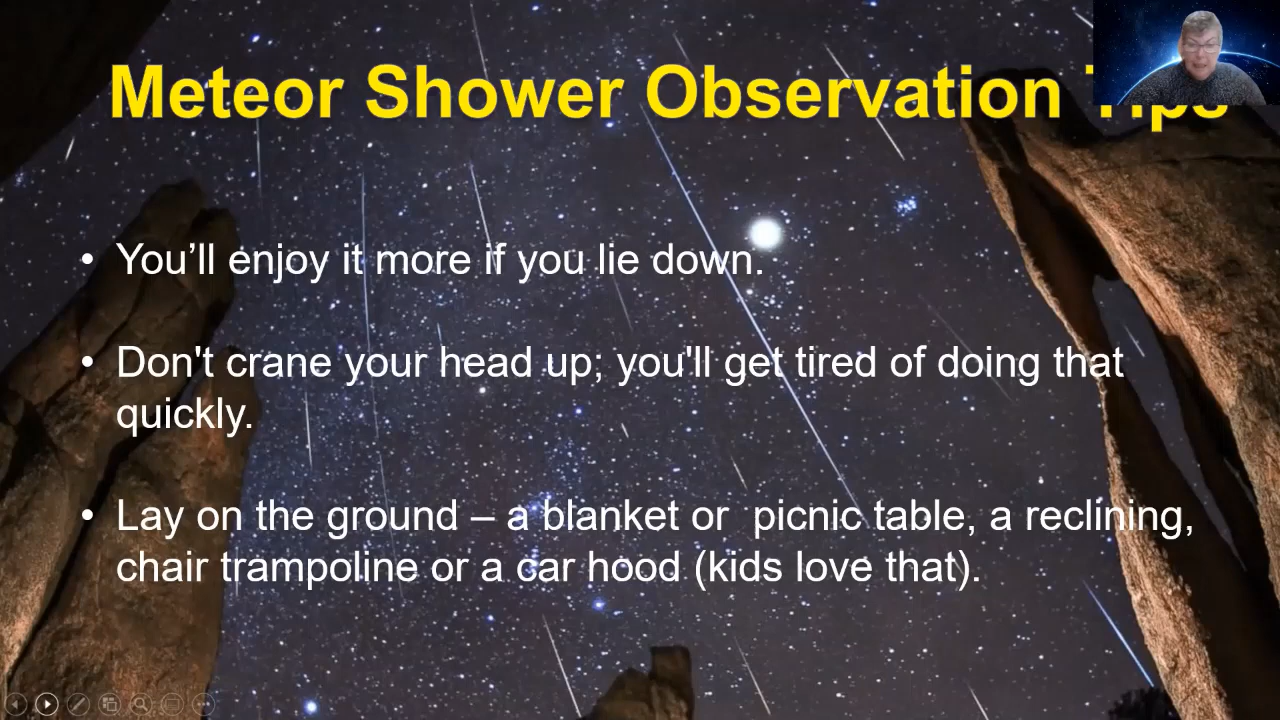 Meteor Shower Observation Tips
• You’ll enjoy it more if you lie down.
• Don't crane your head up; you'll get tired of doing that
quickly.
• Lay on the ground – a blanket or  picnic table, a reclining,
chair trampoline or a car hood (kids love that).